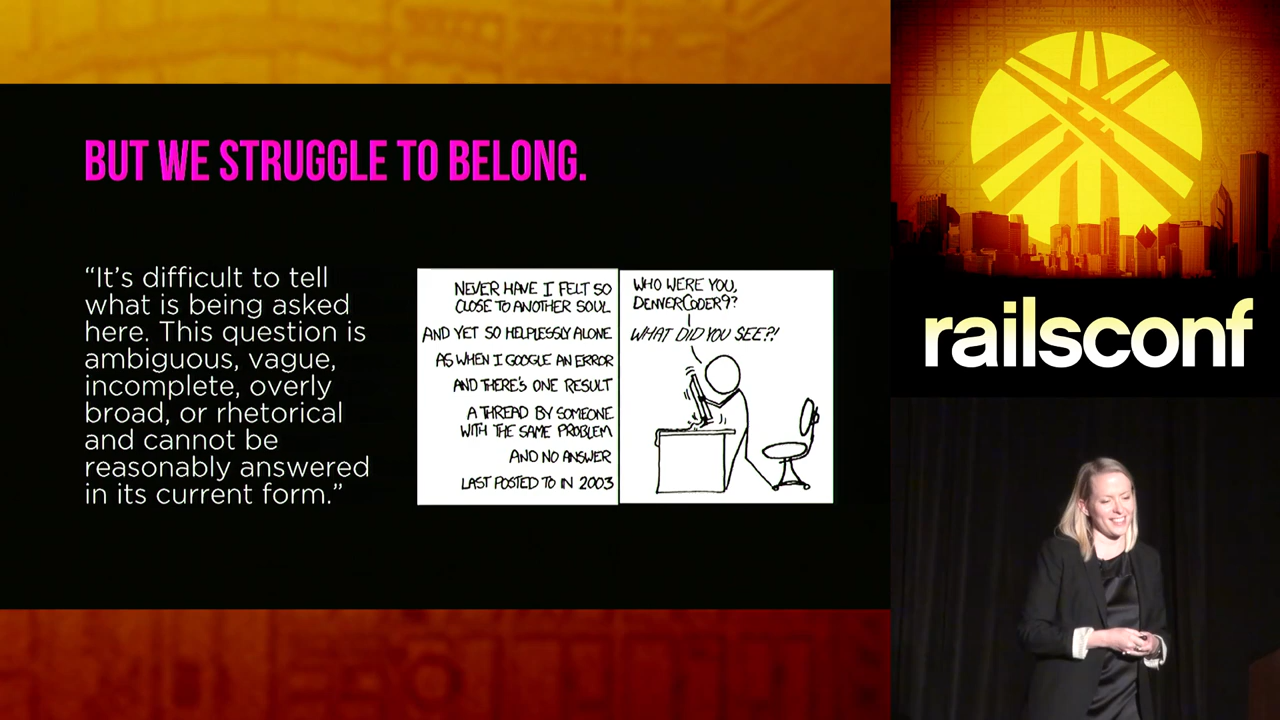 BUT WE STRUGGLE TO BELONG.
“It’s difficult to tell
what is being asked
here. This question is
ambiguous, vague,
incomplete, overly
broad, or rhetorical
and cannot be
reasonably answered
in its current form.”
NEVER HAVE I FELT SO
CLOSE TO ANOTHER SOUL
AND YET SO HELPLESSLY ALONE
AS WHEN I GOOGLE AN ERROR
AND THERE'S ONE RESULT
A THREAD BY SOMEONE
WITH THE SAME PROBLEM
AND NO ANSWER
LAST POSTED TO IN 2003
WHO WERE YOU,
DENVERCODER9?
WHAT DID YOU SEE?!
railsconf